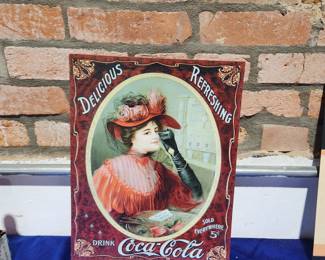 DELICIOUS
REFRESHING
SOLD
EVERYWHERE
5¢
DRINK Coca-Cola